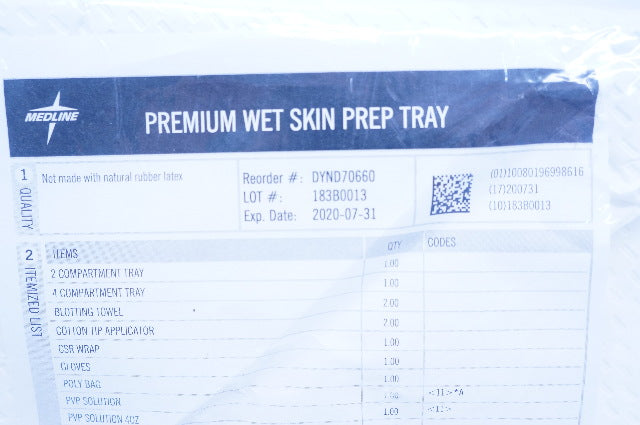 MEDLINE
PREMIUM WET SKIN PREP TRAY
1 QUALITY
Not made with natural rubber latex
Reorder #: DYND70660
LOT #: 183B0013
Exp. Date: 2020-07-31
(01)10080196998616
(17)200731
(10)183B0013
2 ITEMIZED LIST
ITEMS QTY CODES
2 COMPARTMENT TRAY 1.00
4 COMPARTMENT TRAY 1.00
BLOTTING TOWEL 2.00
COTTON TIP APPLICATOR 2.00
CSR WRAP 1.00
GLOVES 1.00
POLY BAG 1.00
PVP SOLUTION <J1>*A
PVP SOLUTION 4OZ 1.00